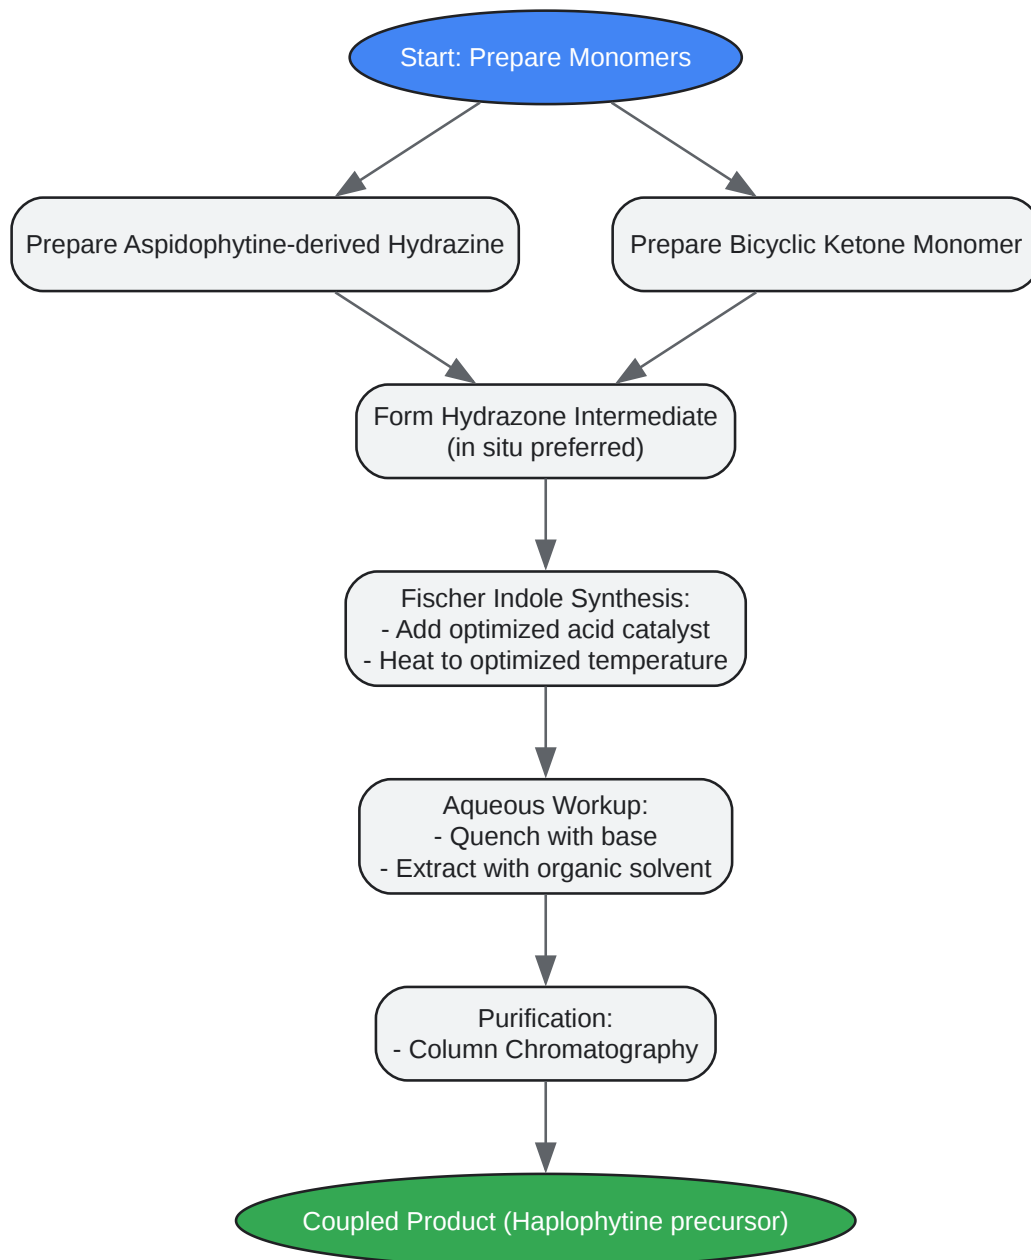 Start: Prepare Monomers
Prepare Aspidophytine-derived Hydrazine
Prepare Bicyclic Ketone Monomer
Form Hydrazone Intermediate
(in situ preferred)
Fischer Indole Synthesis:
- Add optimized acid catalyst
- Heat to optimized temperature
Aqueous Workup:
- Quench with base
- Extract with organic solvent
Purification:
- Column Chromatography
Coupled Product (Haplophytine precursor)